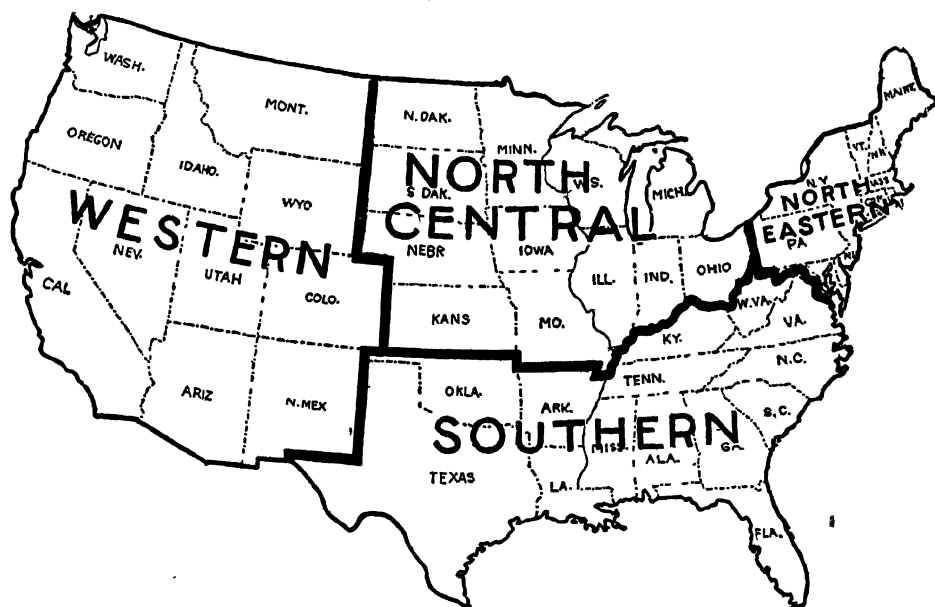 WASH.
OREGON
CAL
NEV.
IDAHO.
MONT.
WYO
UTAH
COLO.
ARIZ
N.MEX
WESTERN
N. DAK.
S DAK.
NEBR
KANS
MINN.
IOWA
MO.
WIS.
MICH.
ILL.
IND.
OHIO
NORTH
CENTRAL
MAINE.
VT.
N.H.
N Y
PA
NORTH
EASTERN
W.VA.
VA.
KY.
N.C.
TENN.
S.C.
OKLA.
ARK.
TEXAS
LA.
MISS.
ALA.
GA.
FLA.
SOUTHERN